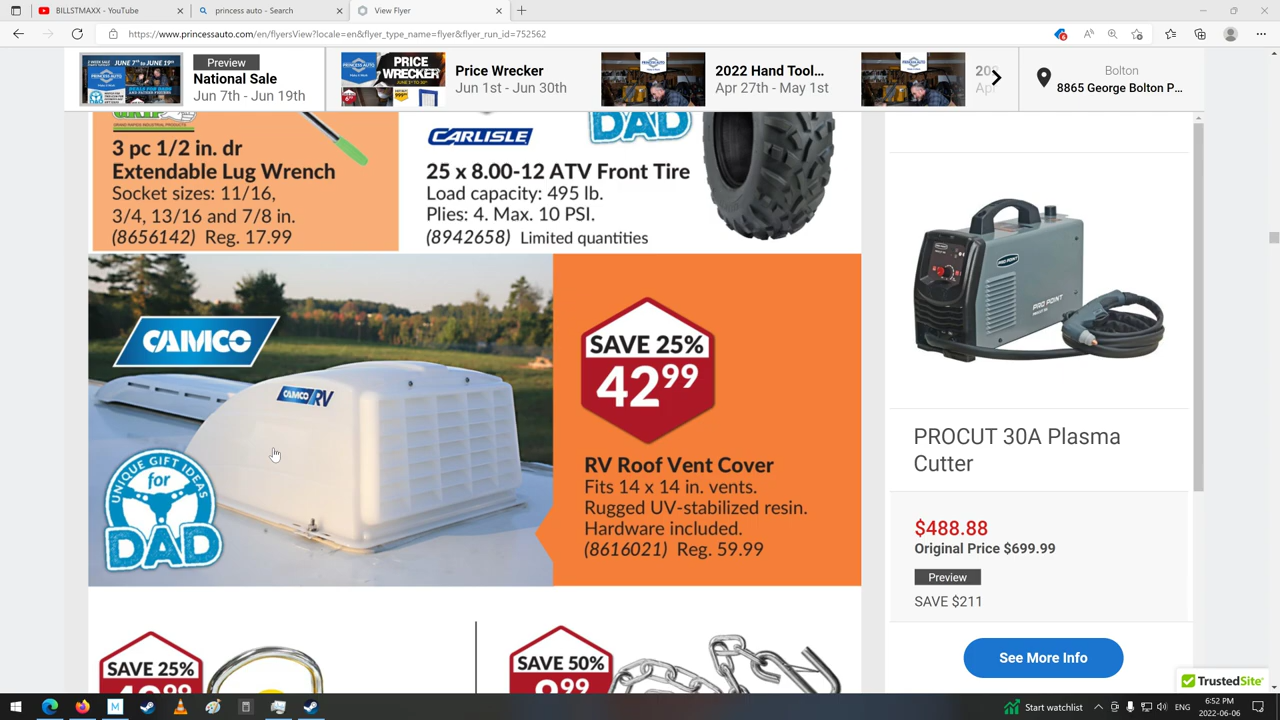 BILLSTMAXX - YouTube
princess auto - Search
View Flyer
https://www.princessauto.com/en/flyersView?locale=en&flyer_type_name=flyer&flyer_run_id=752562
Preview
National Sale
Jun 7th - Jun 19th
Price Wrecker
Jun 1st - Jun 30th
2022 Hand Tool...
Apr 27th - May 1st
20
Ap
Bolton
8865 George Bolton P...
PRICE
WRECKER
3 pc 1/2 in. dr
Extendable Lug Wrench
Socket sizes: 11/16,
3/4, 13/16 and 7/8 in.
(8656142) Reg. 17.99
CARLISLE
DAD
25 x 8.00-12 ATV Front Tire
Load capacity: 495 lb.
Plies: 4. Max. 10 PSI.
(8942658) Limited quantities
CAMCO
CAMCO RV
UNIQUE GIFT IDEAS
for
DAD
SAVE 25%
42.99
RV Roof Vent Cover
Fits 14 x 14 in. vents.
Rugged UV-stabilized resin.
Hardware included.
(8616021) Reg. 59.99
SAVE 25%
SAVE 50%
PRO POINT
PROCUT 30A Plasma
Cutter
$488.88
Original Price $699.99
Preview
SAVE $211
See More Info
TrustedSite
Start watchlist
ENG
6:52 PM
2022-06-06